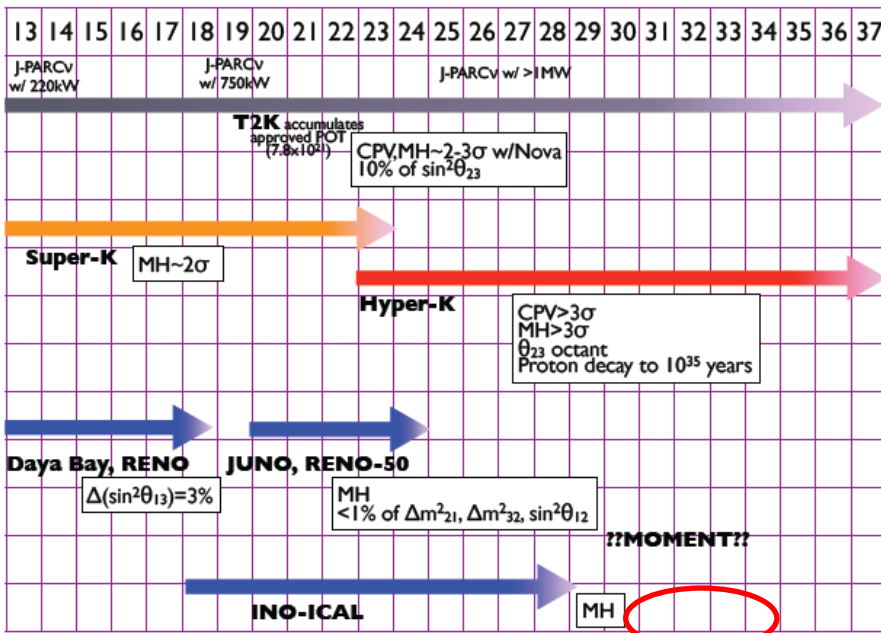 13 14 15 16 17 18 19 20 21 22 23 24 25 26 27 28 29 30 31 32 33 34 35 36 37
J-PARCν
w/ 220kW
J-PARCν
w/ 750kW
J-PARCν w/ >1MW
T2K accumulates
approved POT
(7.8x10²¹)
CPV,MH~2-3σ w/Nova
10% of sin²θ₂₃
Super-K
MH~2σ
Hyper-K
CPV>3σ
MH>3σ
θ₂₃ octant
Proton decay to 10³⁵ years
Daya Bay, RENO
JUNO, RENO-50
Δ(sin²θ₁₃)=3%
MH
<1% of Δm²₂₁, Δm²₃₂, sin²θ₁₂
??MOMENT??
INO-ICAL
MH